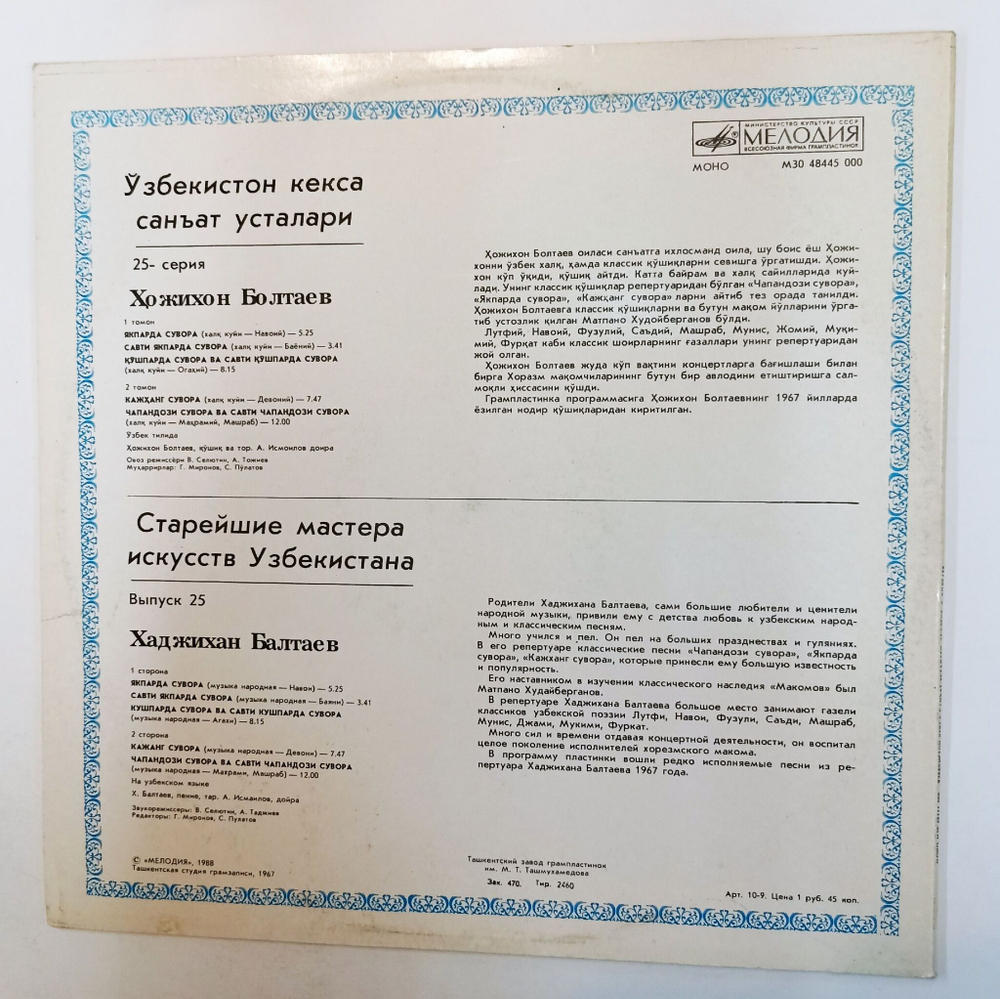 МИНИСТЕРСТВО КУЛЬТУРЫ СССР
МЕЛОДИЯ
ВСЕСОЮЗНАЯ ФИРМА ГРАМПЛАСТИНОК
МОНО М30 48445 000
Ўзбекистон кекса
санъат усталари
25- серия
Ҳожихон Болтаев
1 томон
ЯКПАРДА СУВОРА (халқ куйи — Навоий) — 5.25
САВТИ ЯКПАРДА СУВОРА (халқ куйи — Баёний) — 3.41
ҚЎШПАРДА СУВОРА ВА САВТИ ҚЎШПАРДА СУВОРА
(халқ куйи — Огаҳий) — 8.15
2 томон
КАЖҲАНГ СУВОРА (халқ куйи — Девоний) — 7.47
ЧАПАНДОЗИ СУВОРА ВА САВТИ ЧАПАНДОЗИ СУВОРА
(халқ куйи — Маҳрамий, Машраб) — 12.00
Ўзбек тилида
Ҳожихон Болтаев, қўшиқ ва тор. А. Исмоилов доира
Овоз режиссёри В. Селютин, А. Тожиев
Муҳаррирлар: Г. Миронов, С. Пўлатов
Ҳожихон Болтаев оиласи санъатга ихлосманд оила, шу боис ёш Ҳожи-
хонни ўзбек халқ, ҳамда классик қўшиқларни севишга ўргатишди. Ҳожи-
хон кўп ўқиди, қўшиқ айтди. Катта байрам ва халқ сайилларида куй-
лади. Унинг классик қўшиқлар репертуаридан бўлган «Чапандози сувора»,
«Якпарда сувора», «Кажҳанг сувора» ларни айтиб тез орада танилди.
Ҳожихон Болтаевга классик қўшиқларни ва бутун мақом йўлларини ўрга-
тиб устозлик қилган Матпано Худойберганов бўлди.
Лутфий, Навоий, Фузулий, Саъдий, Машраб, Мунис, Жомий, Муқи-
мий, Фурқат каби классик шоирларнинг ғазаллари унинг репертуаридан
жой олган.
Ҳожихон Болтаев жуда кўп вақтини концертларга бағишлаши билан
бирга Хоразм мақомчиларининг бутун бир авлодини етиштиришга сал-
моқли ҳиссасини қўшди.
Грампластинка программасига Ҳожихон Болтаевнинг 1967 йилларда
ёзилган нодир қўшиқларидан киритилган.
Старейшие мастера
искусств Узбекистана
Выпуск 25
Хаджихан Балтаев
1 сторона
ЯКПАРДА СУВОРА (музыка народная — Навои) — 5.25
САВТИ ЯКПАРДА СУВОРА (музыка народная — Баяни) — 3.41
КУШПАРДА СУВОРА ВА САВТИ КУШПАРДА СУВОРА
(музыка народная — Агахи) — 8.15
2 сторона
КАЖАНГ СУВОРА (музыка народная — Девони) — 7.47
ЧАПАНДОЗИ СУВОРА ВА САВТИ ЧАПАНДОЗИ СУВОРА
(музыка народная — Махрами, Машраб) — 12.00
На узбекском языке
Х. Балтаев, пение, тар. А. Исмаилов, дойра
Звукорежиссеры: В. Селютин, А. Таджиев
Редакторы: Г. Миронов, С. Пулатов
Родители Хаджихана Балтаева, сами большие любители и ценители
народной музыки, привили ему с детства любовь к узбекским народ-
ным и классическим песням.
Много учился и пел. Он пел на больших празднествах и гуляниях.
В его репертуаре классические песни «Чапандози сувора», «Якпарда
сувора», «Кажханг сувора», которые принесли ему большую известность
и популярность.
Его наставником в изучении классического наследия «Макомов» был
Матпано Худайберганов.
В репертуаре Хаджихана Балтаева большое место занимают газели
классиков узбекской поэзии Лутфи, Навои, Фузули, Саъди, Машраб,
Мунис, Джами, Мукими, Фуркат.
Много сил и времени отдавая концертной деятельности, он воспитал
целое поколение исполнителей хорезмского макома.
В программу пластинки вошли редко исполняемые песни из ре-
пертуара Хаджихана Балтаева 1967 года.
© «МЕЛОДИЯ», 1988
Ташкентская студия грамзаписи, 1967
Ташкентский завод грампластинок
им. М. Т. Ташмухамедова
Зак. 470. Тир. 2460
Арт. 10-9. Цена 1 руб. 45 коп.